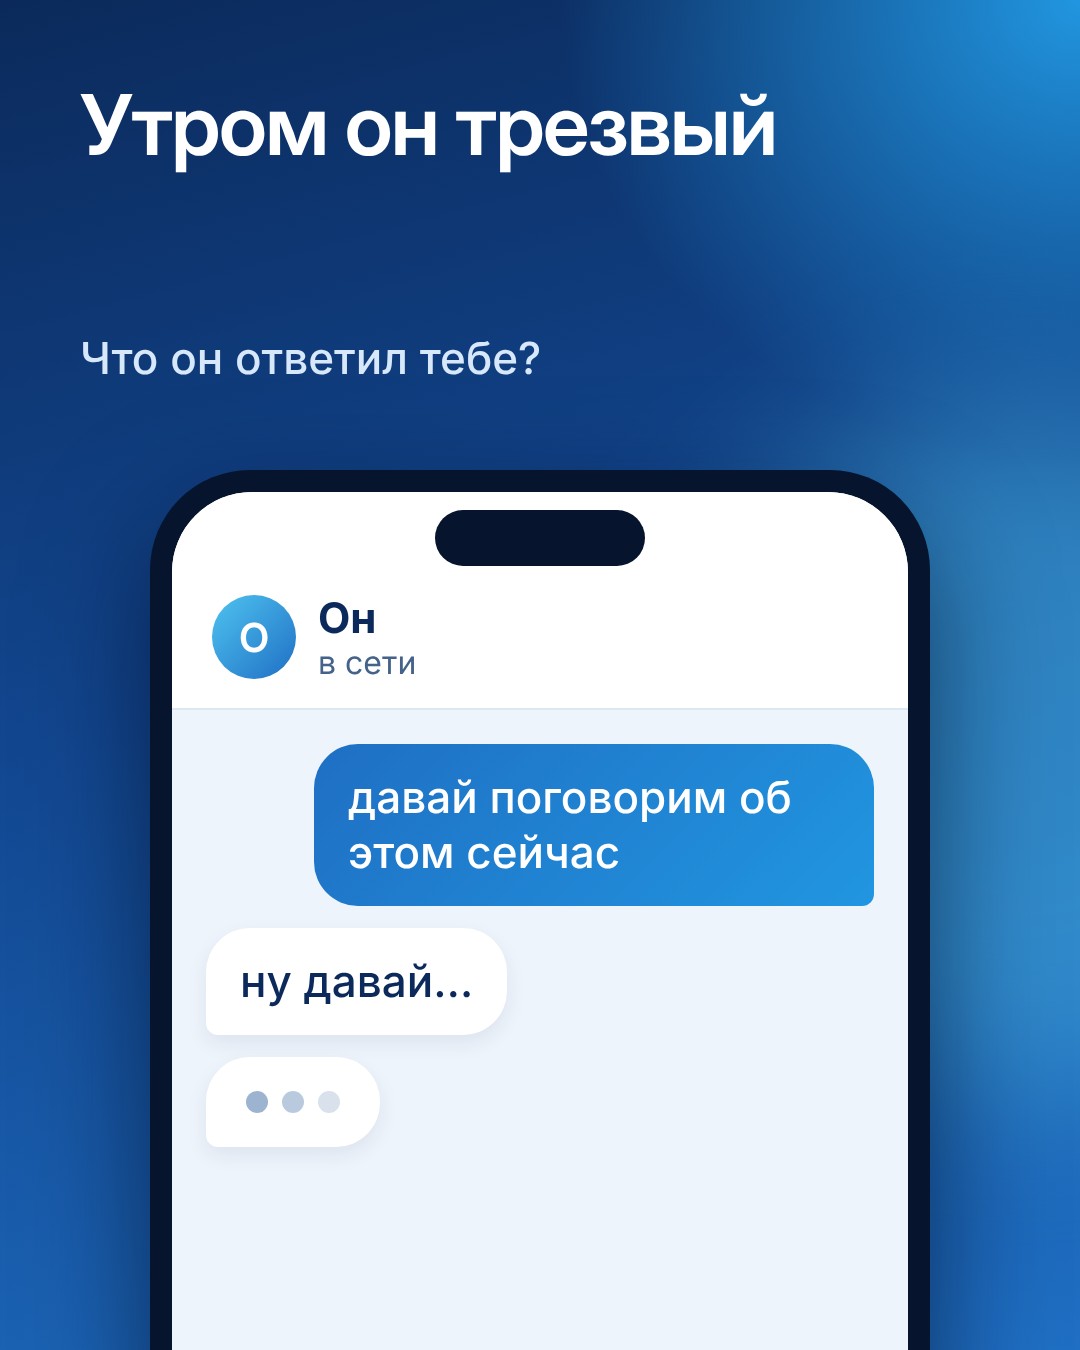 Утром он трезвый
Что он ответил тебе?
О
Он
в сети
давай поговорим об
этом сейчас
ну давай...